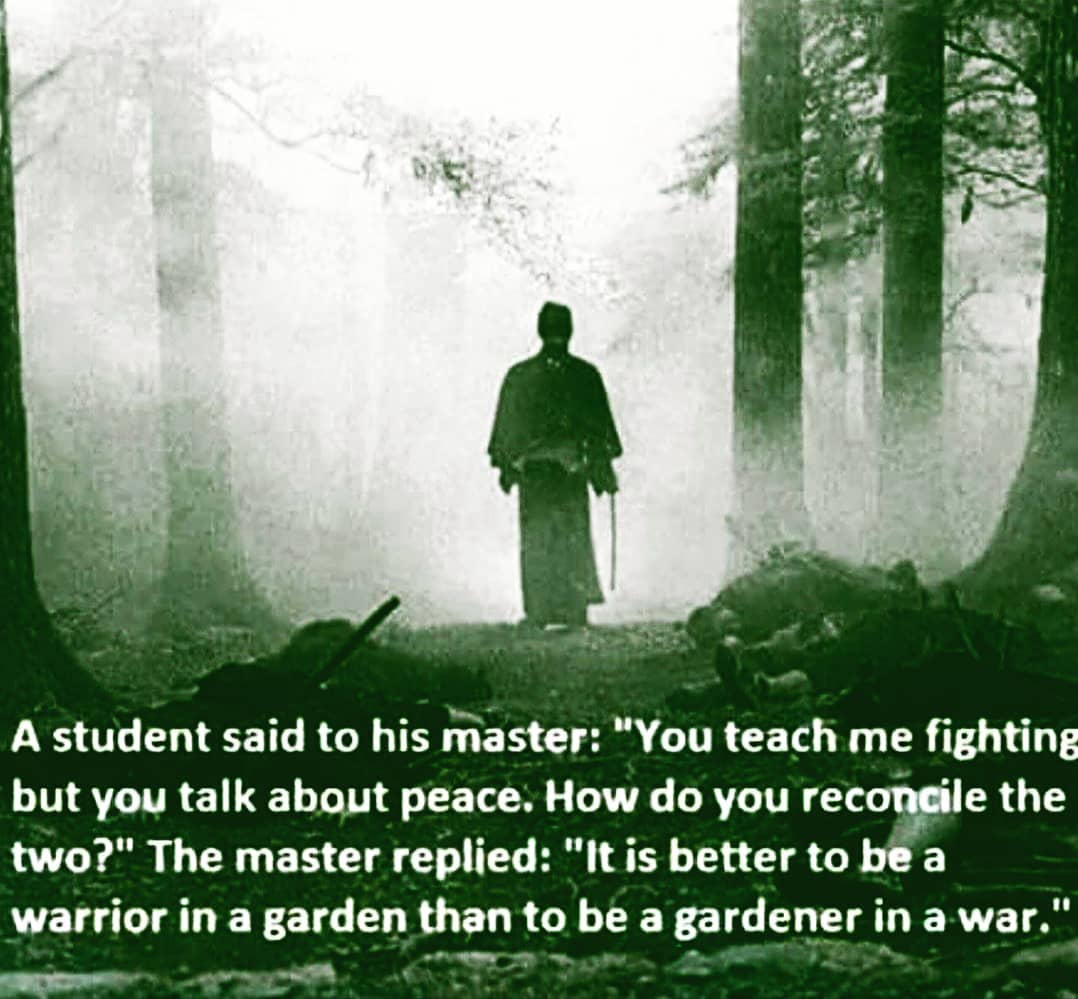 A student said to his master: "You teach me fighting
but you talk about peace. How do you reconcile the
two?" The master replied: "It is better to be a
warrior in a garden than to be a gardener in a war."